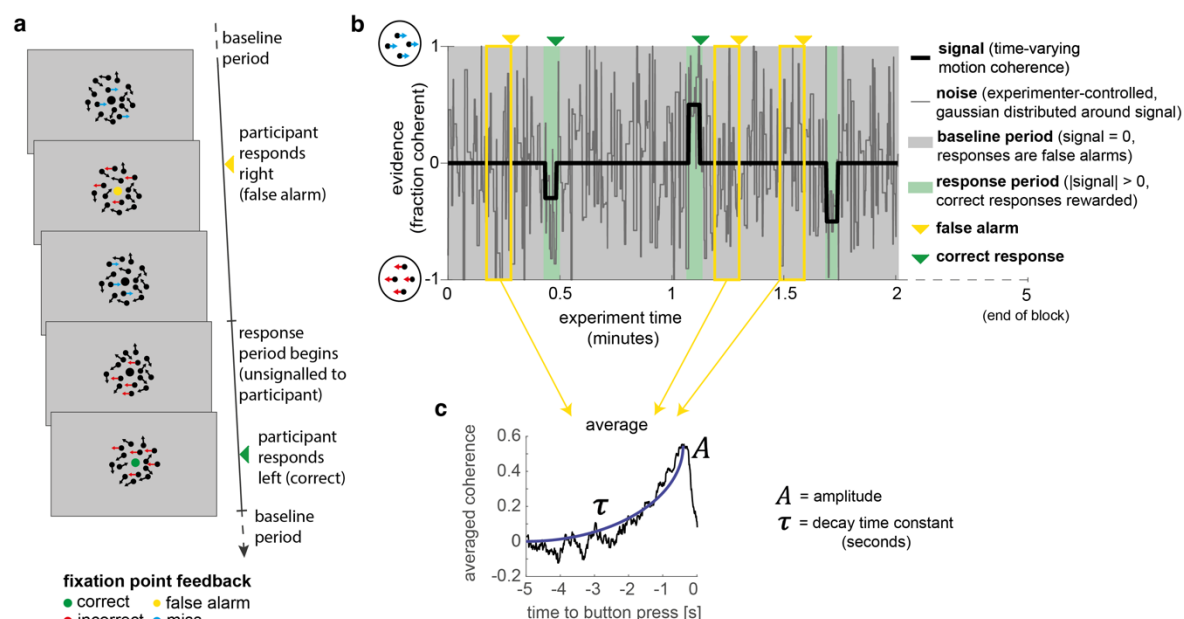 a
baseline
period
participant
responds
right
(false alarm)
response
period begins
(unsignalled to
participant)
participant
responds
left (correct)
baseline
period
fixation point feedback
correct
false alarm
incorrect
miss
b
evidence
(fraction coherent)
1
0
-1
0
0.5
1
1.5
2
5
experiment time
(minutes)
(end of block)
signal (time-varying
motion coherence)
noise (experimenter-controlled,
gaussian distributed around signal)
baseline period (signal = 0,
responses are false alarms)
response period (|signal| > 0,
correct responses rewarded)
false alarm
correct response
c
average
averaged coherence
0.6
0.4
0.2
0
-0.2
-5
-4
-3
-2
-1
0
time to button press [s]
τ
A
A = amplitude
τ = decay time constant
(seconds)